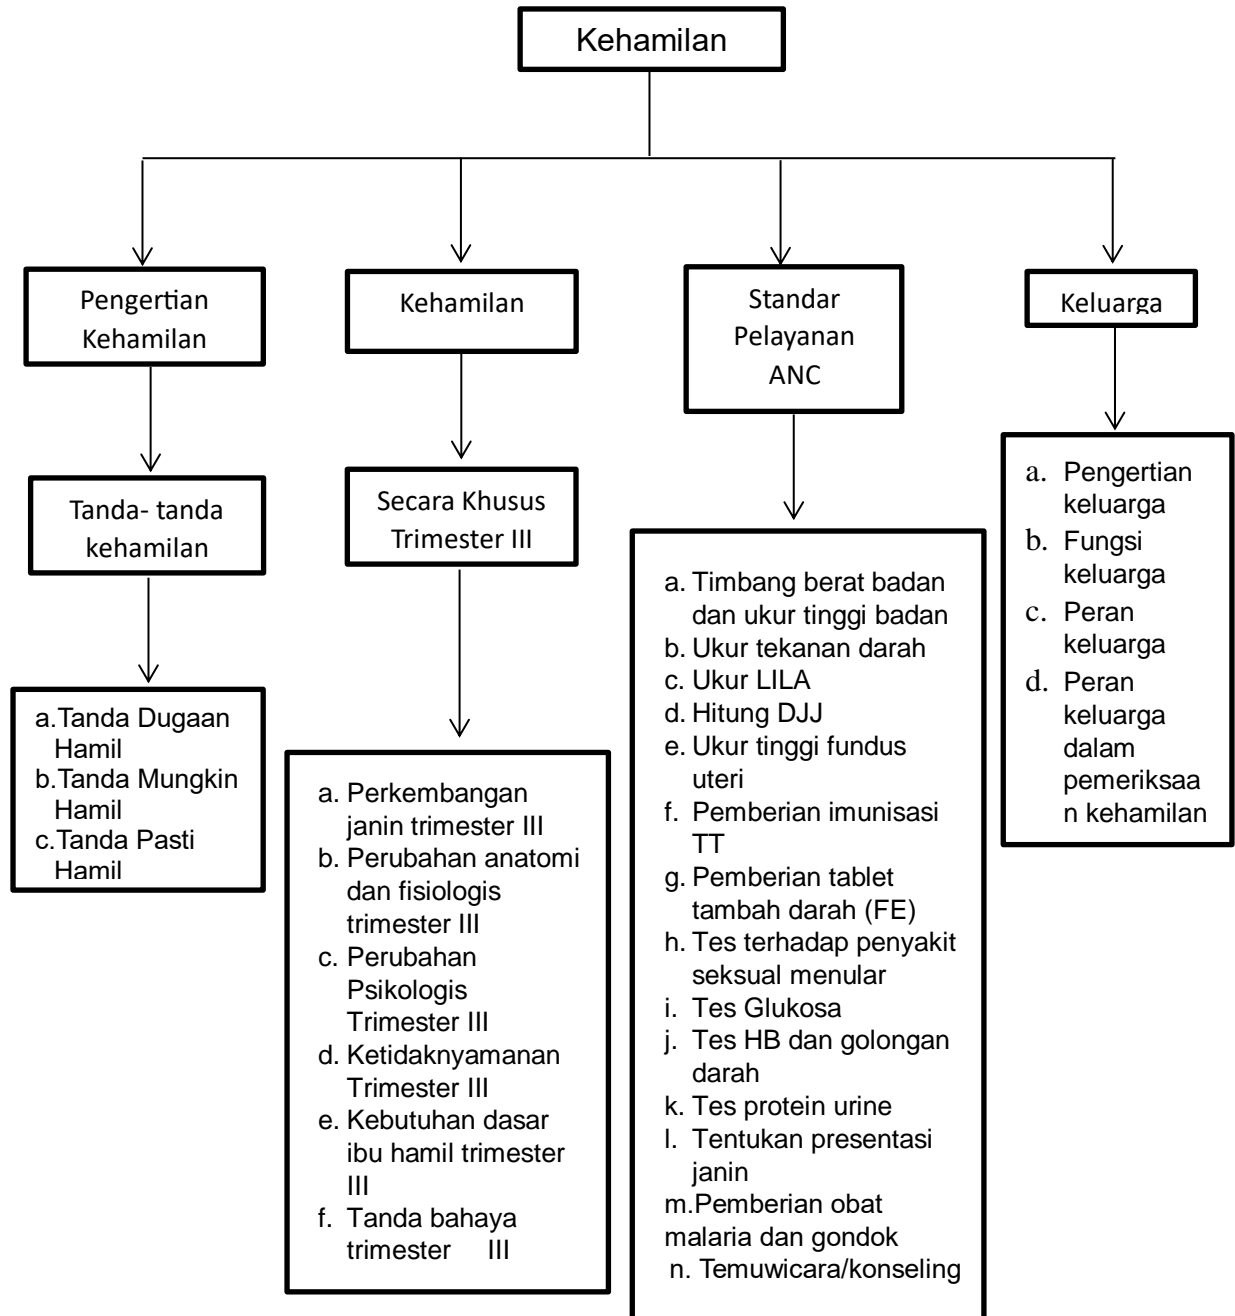 Kehamilan
Pengertian
Kehamilan
Kehamilan
Standar
Pelayanan
ANC
Keluarga
Tanda- tanda
kehamilan
Secara Khusus
Trimester III
a.Tanda Dugaan
Hamil
b.Tanda Mungkin
Hamil
c.Tanda Pasti
Hamil
a. Perkembangan
janin trimester III
b. Perubahan anatomi
dan fisiologis
trimester III
c. Perubahan
Psikologis
Trimester III
d. Ketidaknyamanan
Trimester III
e. Kebutuhan dasar
ibu hamil trimester
III
f. Tanda bahaya
trimester III
a. Timbang berat badan
dan ukur tinggi badan
b. Ukur tekanan darah
c. Ukur LILA
d. Hitung DJJ
e. Ukur tinggi fundus
uteri
f. Pemberian imunisasi
TT
g. Pemberian tablet
tambah darah (FE)
h. Tes terhadap penyakit
seksual menular
i. Tes Glukosa
j. Tes HB dan golongan
darah
k. Tes protein urine
l. Tentukan presentasi
janin
m.Pemberian obat
malaria dan gondok
n. Temuwicara/konseling
a. Pengertian
keluarga
b. Fungsi
keluarga
c. Peran
keluarga
d. Peran
keluarga
dalam
pemeriksaa
n kehamilan